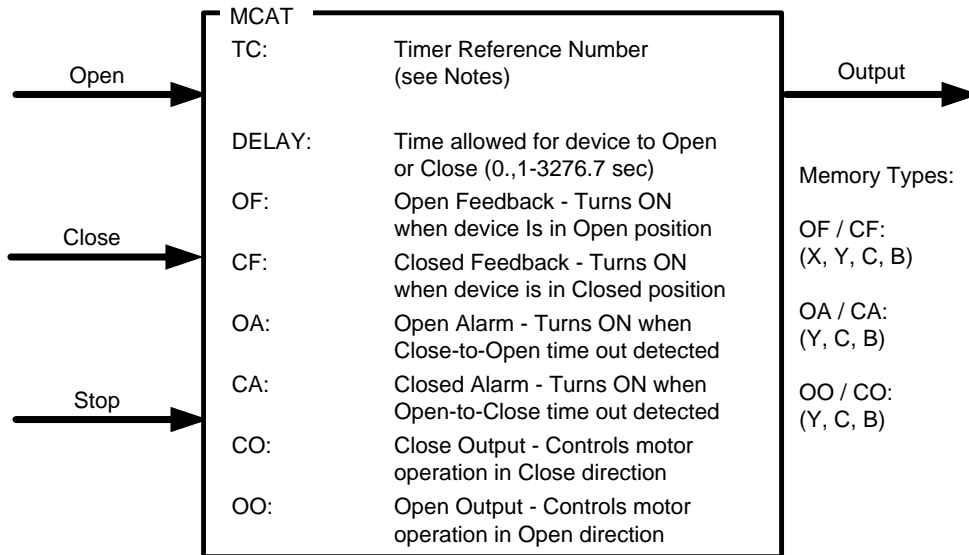 MCAT
Open
Close
Stop
TC: Timer Reference Number
(see Notes)
DELAY: Time allowed for device to Open
or Close (0.,1-3276.7 sec)
OF: Open Feedback - Turns ON
when device Is in Open position
CF: Closed Feedback - Turns ON
when device is in Closed position
OA: Open Alarm - Turns ON when
Close-to-Open time out detected
CA: Closed Alarm - Turns ON when
Open-to-Close time out detected
CO: Close Output - Controls motor
operation in Close direction
OO: Open Output - Controls motor
operation in Open direction
Output
Memory Types:
OF / CF:
(X, Y, C, B)
OA / CA:
(Y, C, B)
OO / CO:
(Y, C, B)